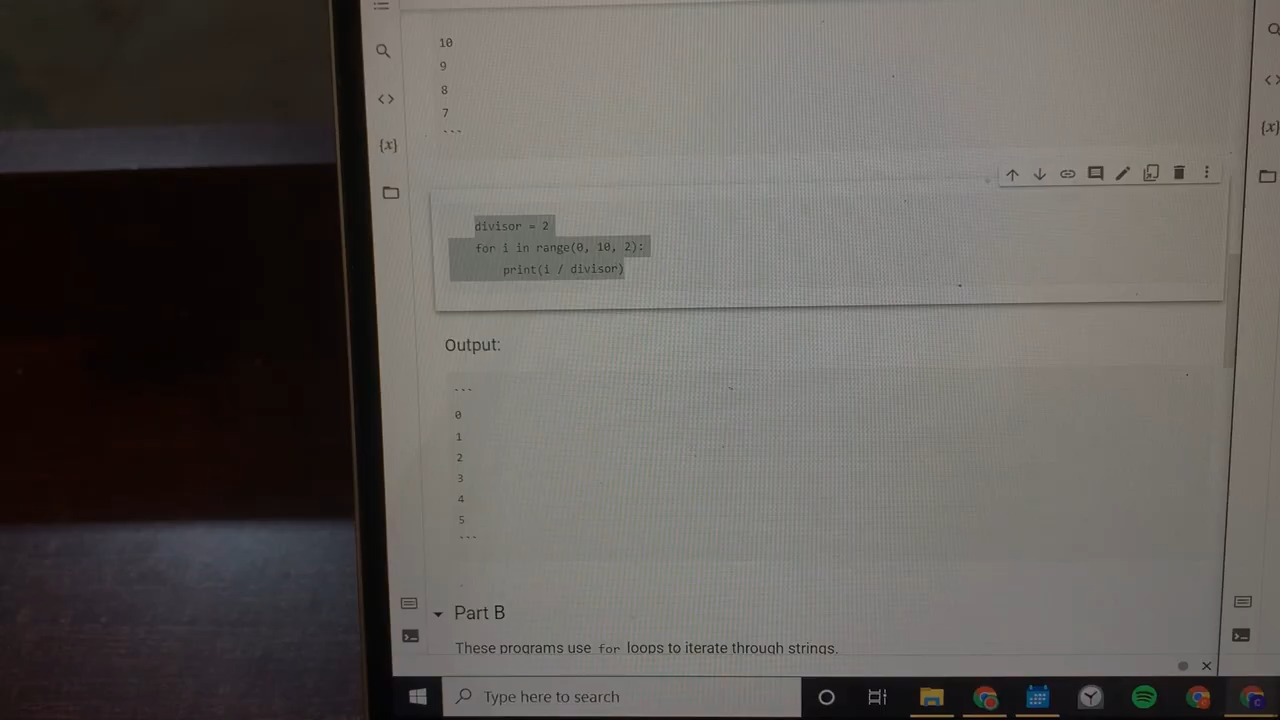 10
9
8
7
```
divisor = 2
for i in range(0, 10, 2):
print(i / divisor)
Output:
---
0
1
2
3
4
5
---
Part B
These programs use for loops to iterate through strings.
Type here to search